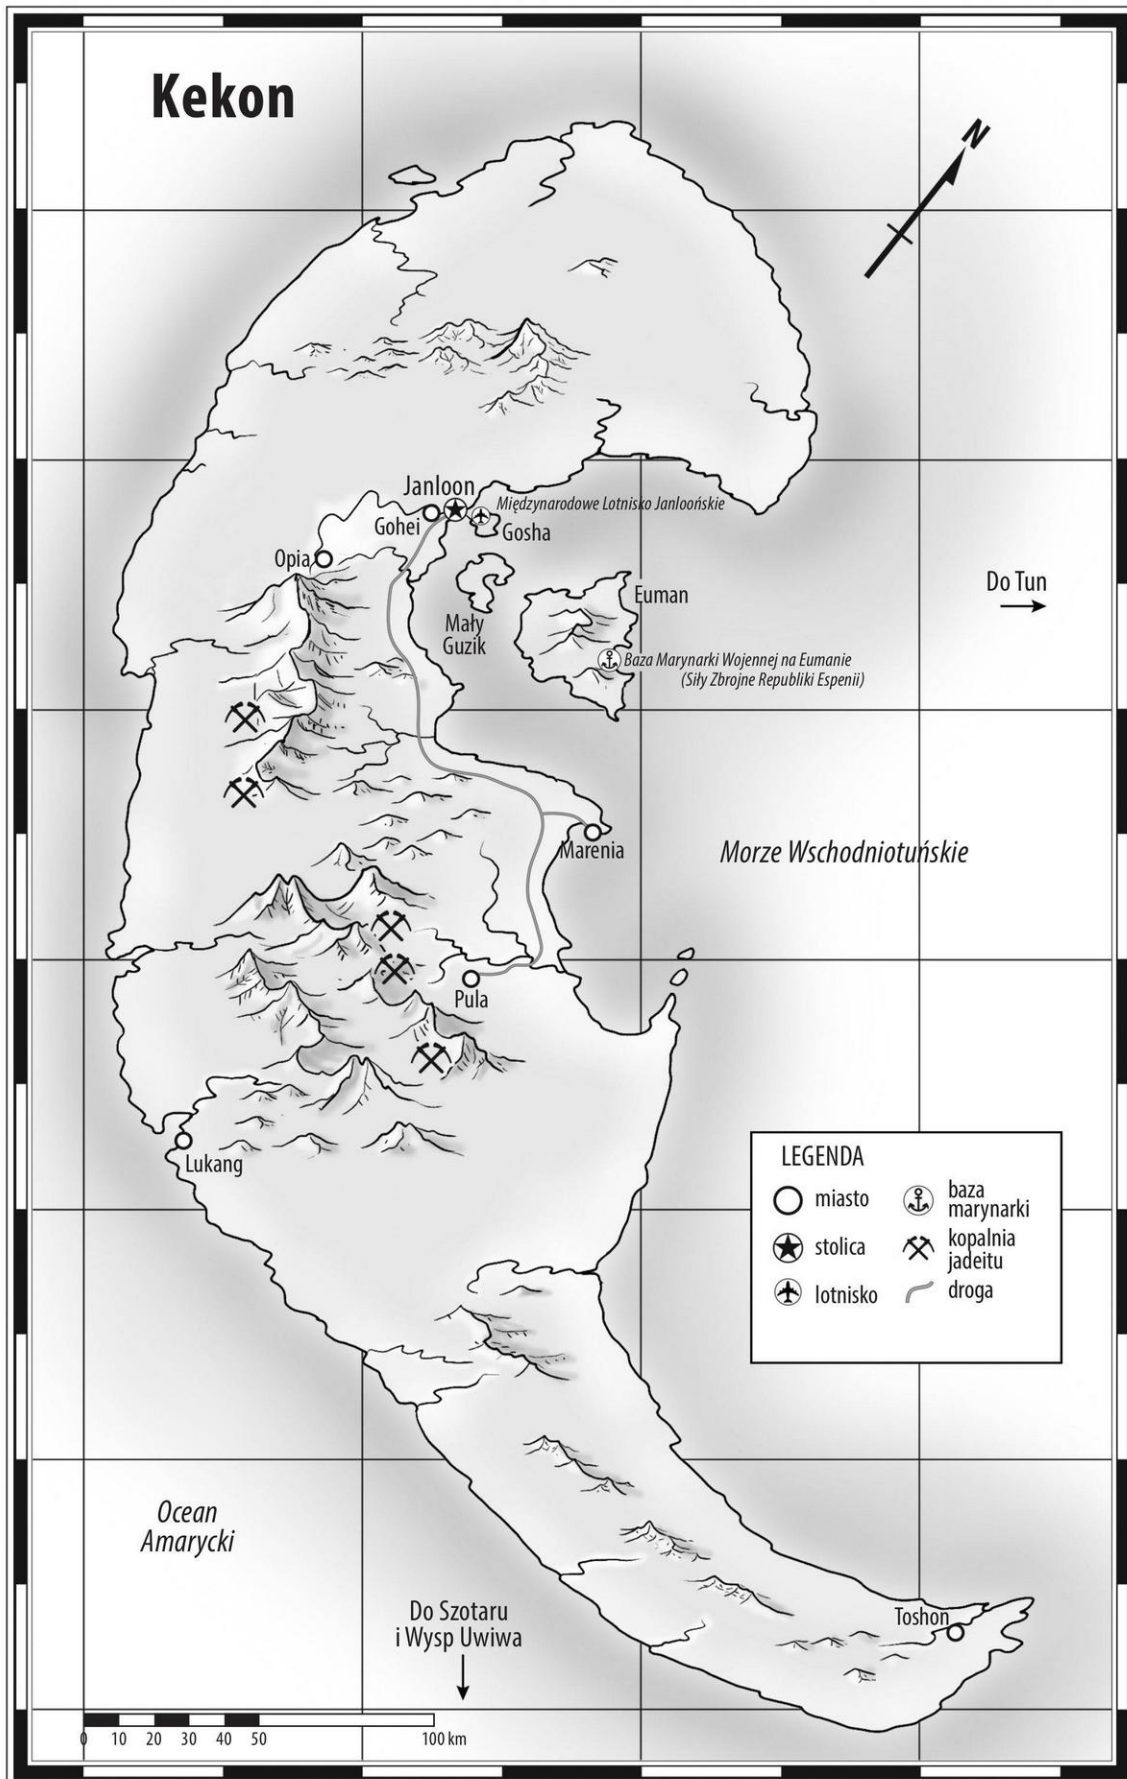 Kekon
N
Janloon
Międzynarodowe Lotnisko Janloońskie
Gohei
Gosha
Opia
Do Tun
Euman
Mały
Guzik
Baza Marynarki Wojennej na Eumanie
(Siły Zbrojne Republiki Espenii)
Marenia
Morze Wschodniotuńskie
Pula
Lukang
LEGENDA
miasto
stolica
lotnisko
baza
marynarki
kopalnia
jadeitu
droga
Ocean
Amarycki
Do Szotaru
i Wysp Uwiwa
Toshon
0 10 20 30 40 50 100 km